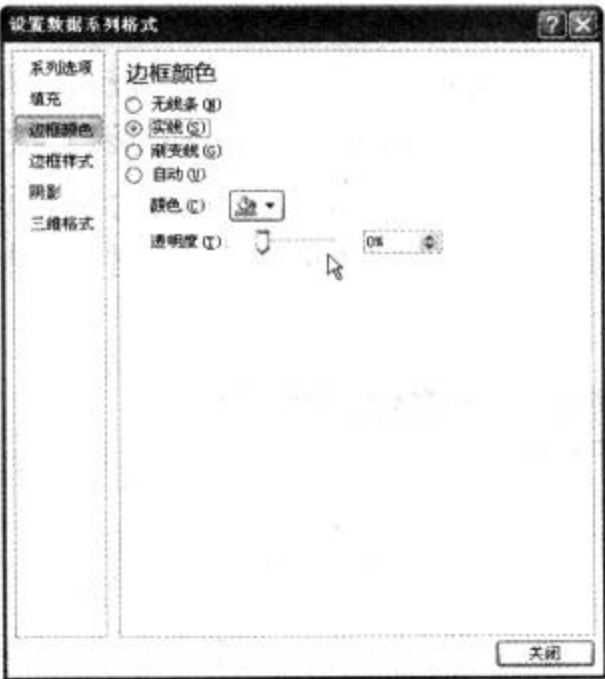 设置数据系列格式
系列选项
填充
边框颜色
边框样式
阴影
三维格式
边框颜色
无线条(N)
实线(S)
渐变线(G)
自动(U)
颜色(C)
透明度(T):
0%
关闭